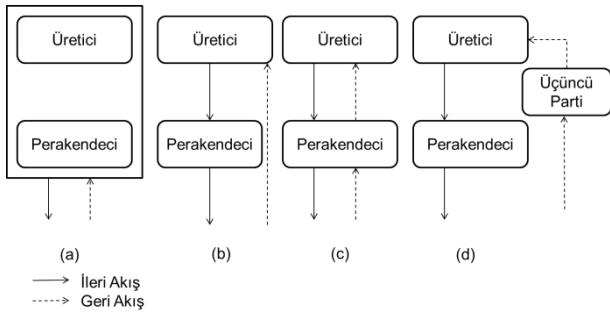 Üretici
Üretici
Üretici
Üretici
Üçüncü
Parti
Perakendeci
Perakendeci
Perakendeci
Perakendeci
(a)
(b)
(c)
(d)
İleri Akış
Geri Akış